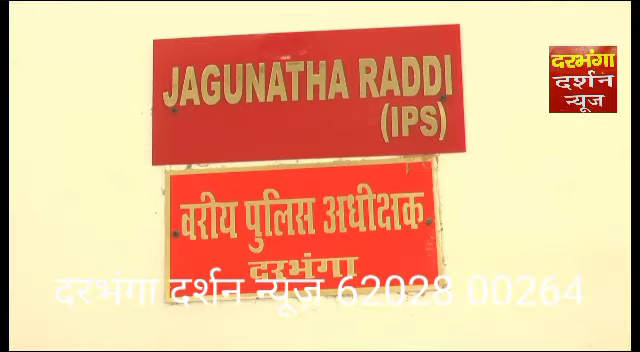 JAGUNATHA RADDI
(IPS)
दरभंगा
दर्शन
न्यूज
वरीय पुलिस अधीक्षक
दरभंगा
दरभंगा दर्शन न्यूज 62028 00264